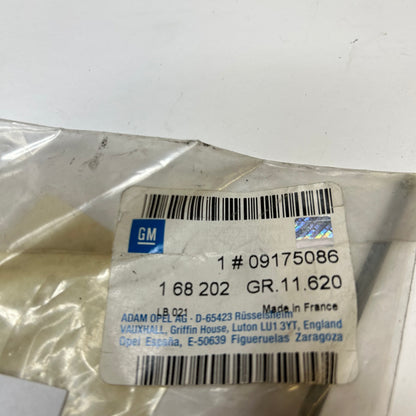 GM
1 # 09175086
1 68 202 GR.11.620
LB 021 Made in France
ADAM OPEL AG · D-65423 Rüsselsheim
VAUXHALL, Griffin House, Luton LU1 3YT, England
Opel España, E-50639 Figueruelas Zaragoza